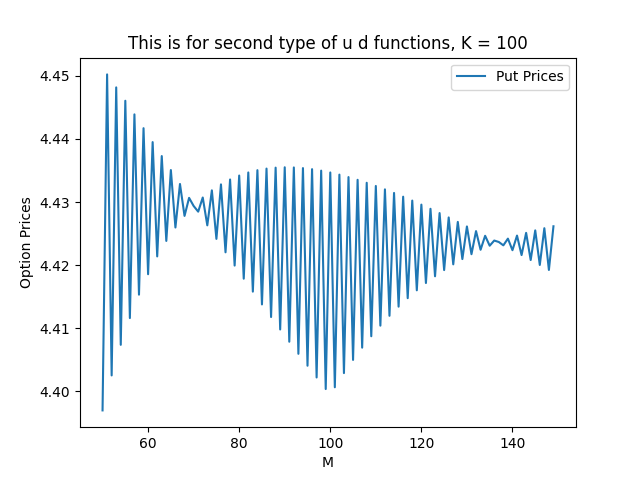 This is for second type of u d functions, K = 100
Put Prices
4.45
4.44
4.43
4.42
4.41
4.40
Option Prices
60 80 100 120 140
M